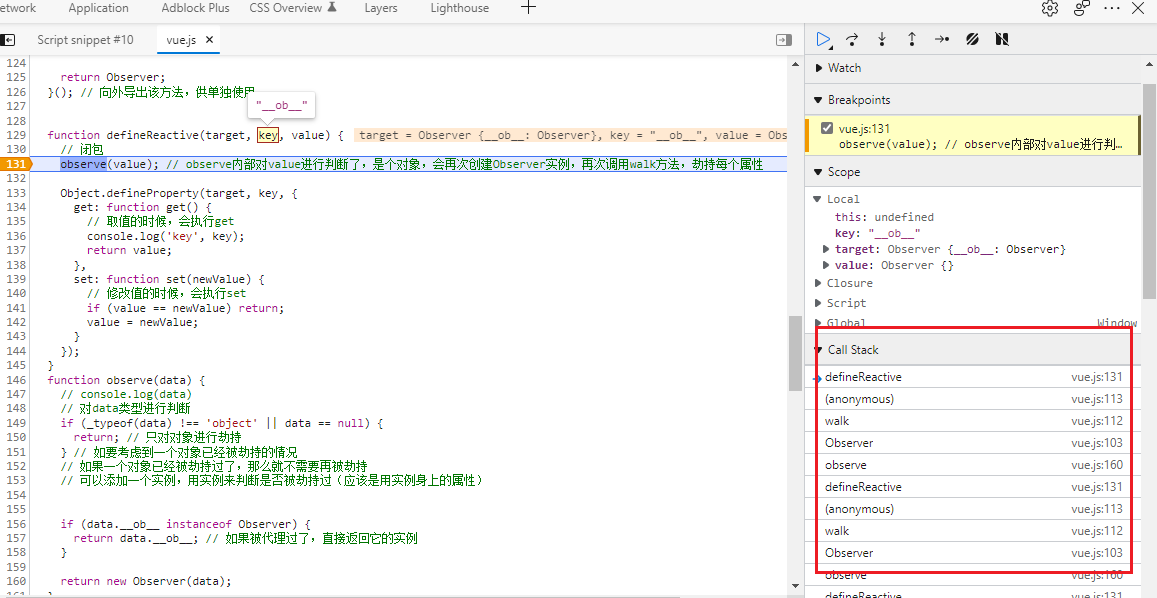 etwork Application Adblock Plus CSS Overview Layers Lighthouse
Script snippet #10 vue.js ×
124
125 return Observer;
126 }(); // 向外导出该方法，供单独使用
127
"__ob__"
128
129 function defineReactive(target, key, value) { target = Observer {__ob__: Observer}, key = "__ob__", value = Obs
130 // 闭包
131 observe(value); // observe内部对value进行判断了，是个对象，会再次创建Observer实例，再次调用walk方法，劫持每个属性
132
133 Object.defineProperty(target, key, {
134 get: function get() {
135 // 取值的时候，会执行get
136 console.log('key', key);
137 return value;
138 },
139 set: function set(newValue) {
140 // 修改值的时候，会执行set
141 if (value == newValue) return;
142 value = newValue;
143 }
144 });
145 }
146 function observe(data) {
147 // console.log(data)
148 // 对data类型进行判断
149 if (_typeof(data) !== 'object' || data == null) {
150 return; // 只对对象进行劫持
151 } // 如要考虑到一个对象已经被劫持的情况
152 // 如果一个对象已经被劫持过了，那么就不需要再被劫持
153 // 可以添加一个实例，用实例来判断是否被劫持过（应该是用实例身上的属性）
154
155
156 if (data.__ob__ instanceof Observer) {
157 return data.__ob__; // 如果被代理过了，直接返回它的实例
158 }
159
160 return new Observer(data);
161 }
Watch
Breakpoints
vue.js:131
observe(value); // observe内部对value进行判…
Scope
Local
this: undefined
key: "__ob__"
target: Observer {__ob__: Observer}
value: Observer {}
Closure
Script
Global Window
Call Stack
defineReactive vue.js:131
(anonymous) vue.js:113
walk vue.js:112
Observer vue.js:103
observe vue.js:160
defineReactive vue.js:131
(anonymous) vue.js:113
walk vue.js:112
Observer vue.js:103
observe vue.js:160
defineReactive vue.js:131